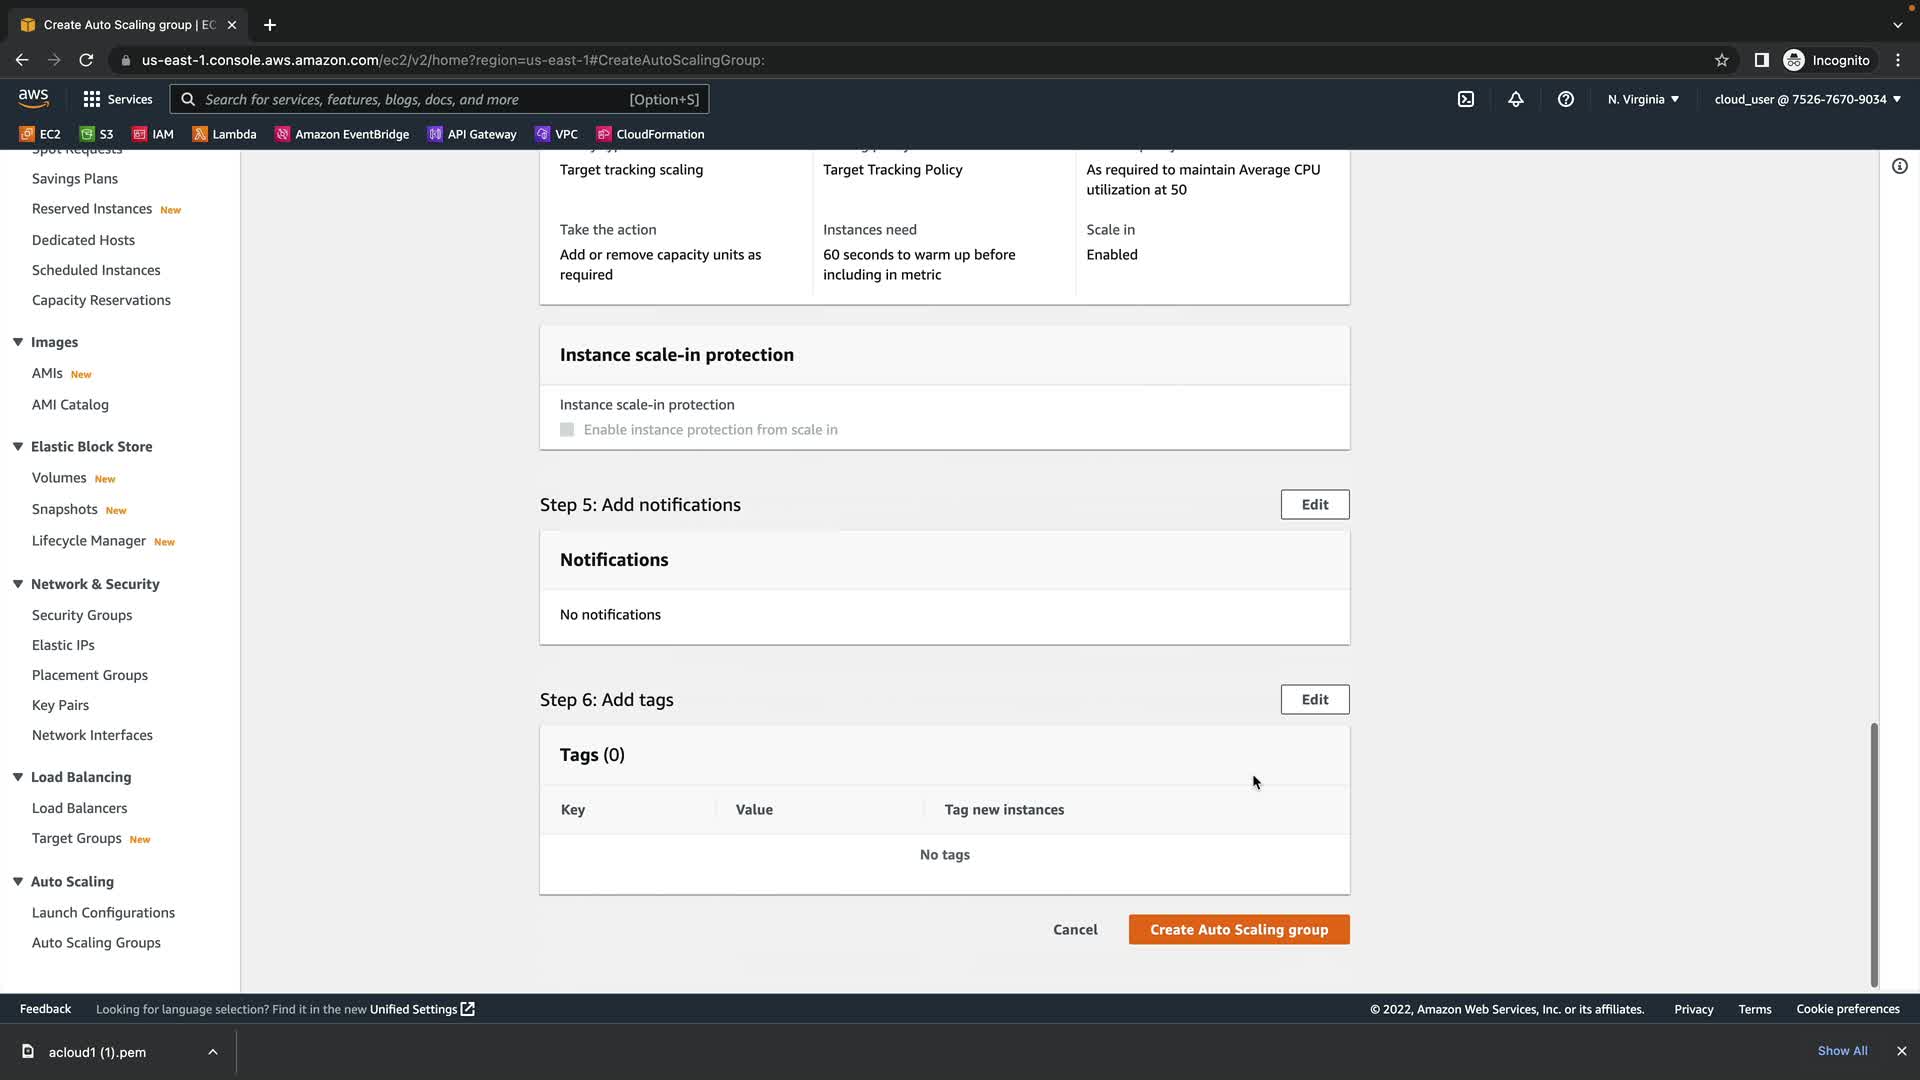 Create Auto Scaling group | EC
us-east-1.console.aws.amazon.com/ec2/v2/home?region=us-east-1#CreateAutoScalingGroup:
Incognito
aws
Services
Search for services, features, blogs, docs, and more
[Option+S]
N. Virginia
cloud_user @ 7526-7670-9034
EC2
S3
IAM
Lambda
Amazon EventBridge
API Gateway
VPC
CloudFormation
Spot Requests
Savings Plans
Reserved Instances New
Dedicated Hosts
Scheduled Instances
Capacity Reservations
Images
AMIs New
AMI Catalog
Elastic Block Store
Volumes New
Snapshots New
Lifecycle Manager New
Network & Security
Security Groups
Elastic IPs
Placement Groups
Key Pairs
Network Interfaces
Load Balancing
Load Balancers
Target Groups New
Auto Scaling
Launch Configurations
Auto Scaling Groups
Target tracking scaling
Target Tracking Policy
As required to maintain Average CPU
utilization at 50
Take the action
Add or remove capacity units as
required
Instances need
60 seconds to warm up before
including in metric
Scale in
Enabled
Instance scale-in protection
Instance scale-in protection
Enable instance protection from scale in
Step 5: Add notifications
Edit
Notifications
No notifications
Step 6: Add tags
Edit
Tags (0)
Key
Value
Tag new instances
No tags
Cancel
Create Auto Scaling group
Feedback
Looking for language selection? Find it in the new Unified Settings
© 2022, Amazon Web Services, Inc. or its affiliates.
Privacy
Terms
Cookie preferences
acloud1 (1).pem
Show All